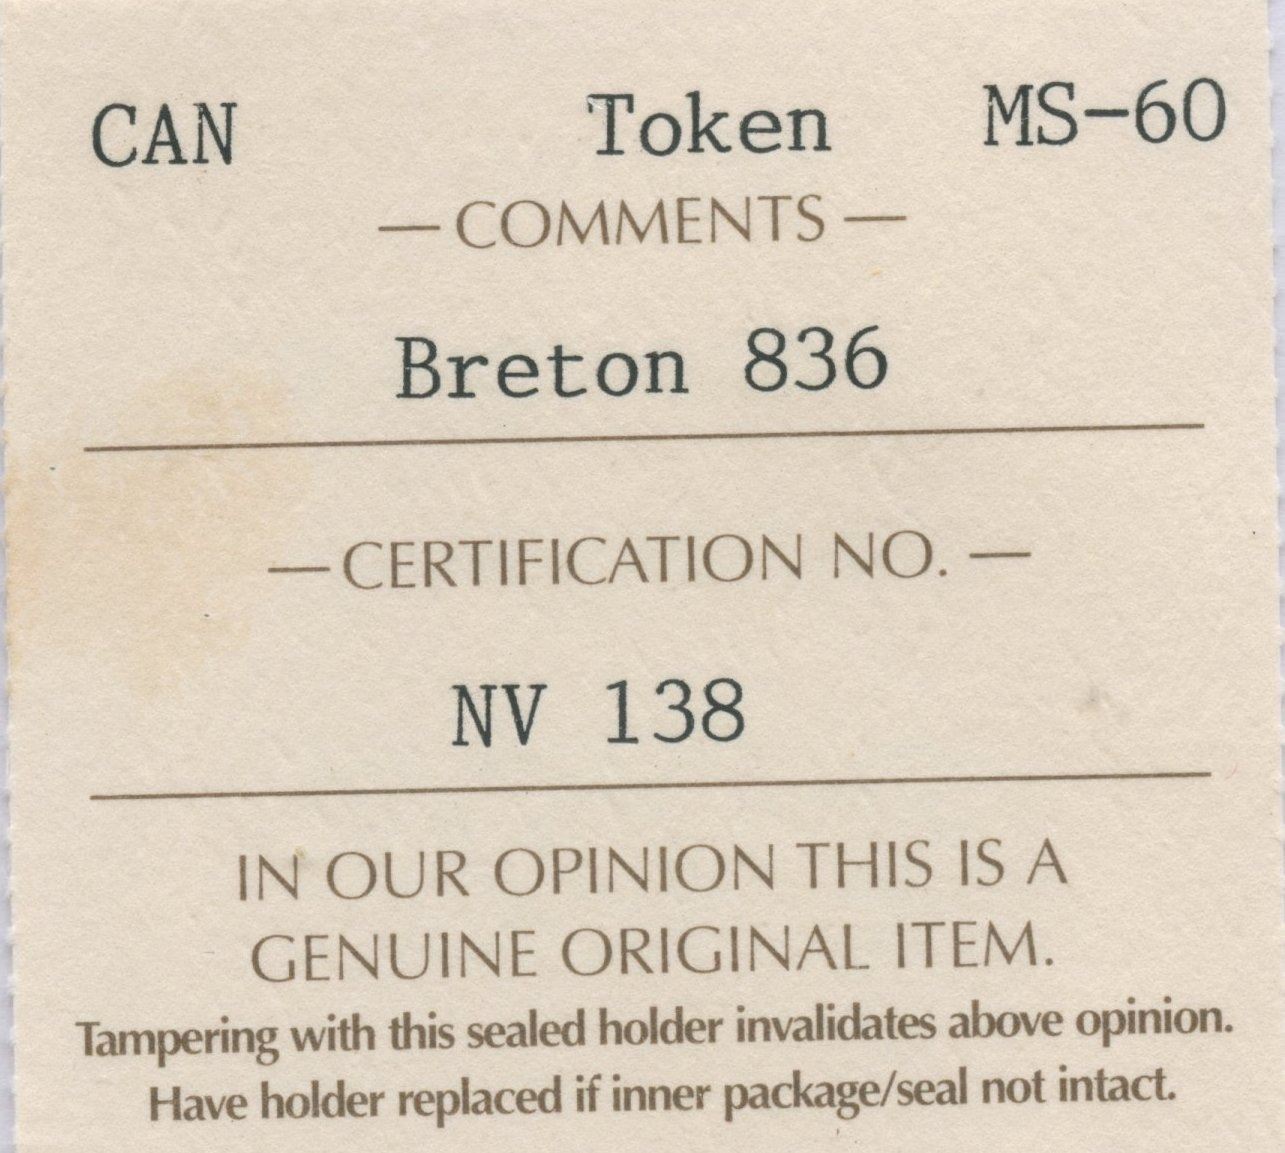 CAN Token MS-60
— COMMENTS —
Breton 836
— CERTIFICATION NO. —
NV 138
IN OUR OPINION THIS IS A
GENUINE ORIGINAL ITEM.
Tampering with this sealed holder invalidates above opinion.
Have holder replaced if inner package/seal not intact.